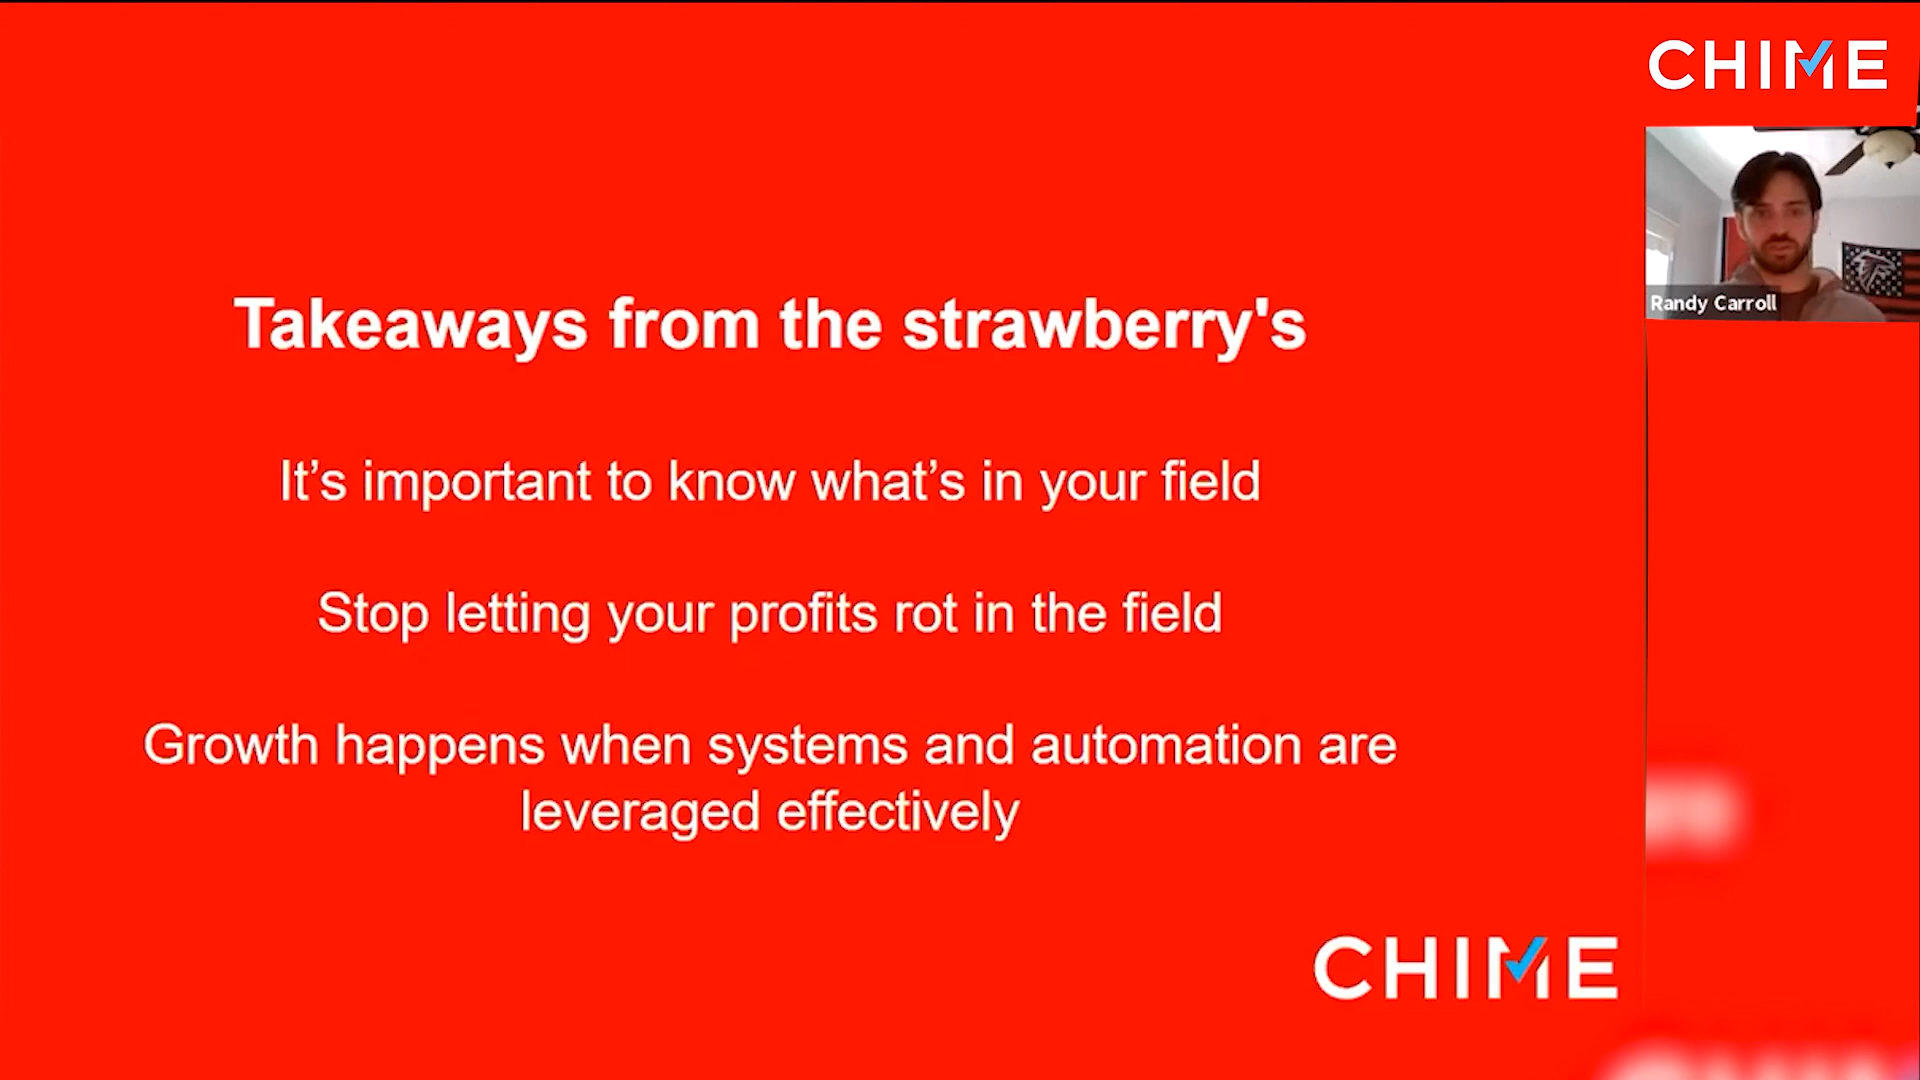 CHIME
Randy Carroll
Takeaways from the strawberry's
It’s important to know what’s in your field
Stop letting your profits rot in the field
Growth happens when systems and automation are
leveraged effectively
CHIME